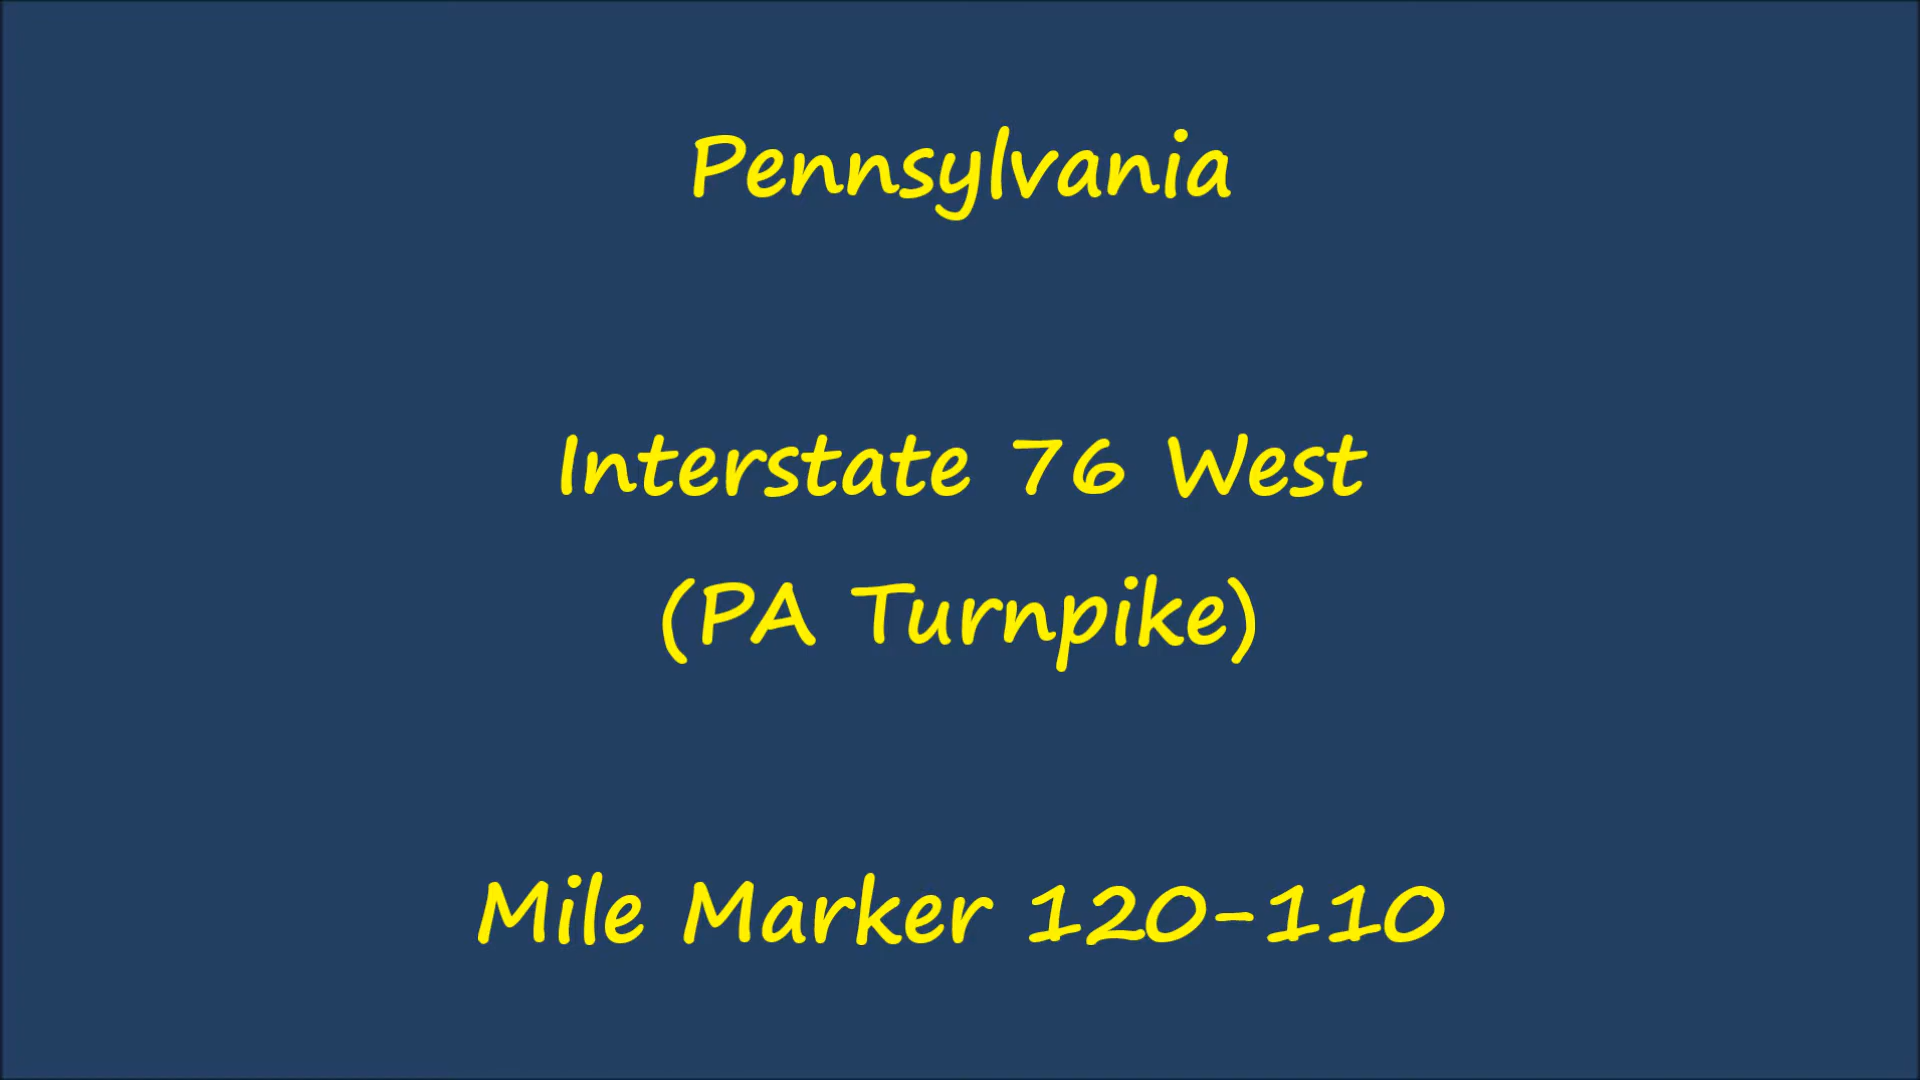 Pennsylvania
Interstate 76 West
(PA Turnpike)
Mile Marker 120-110